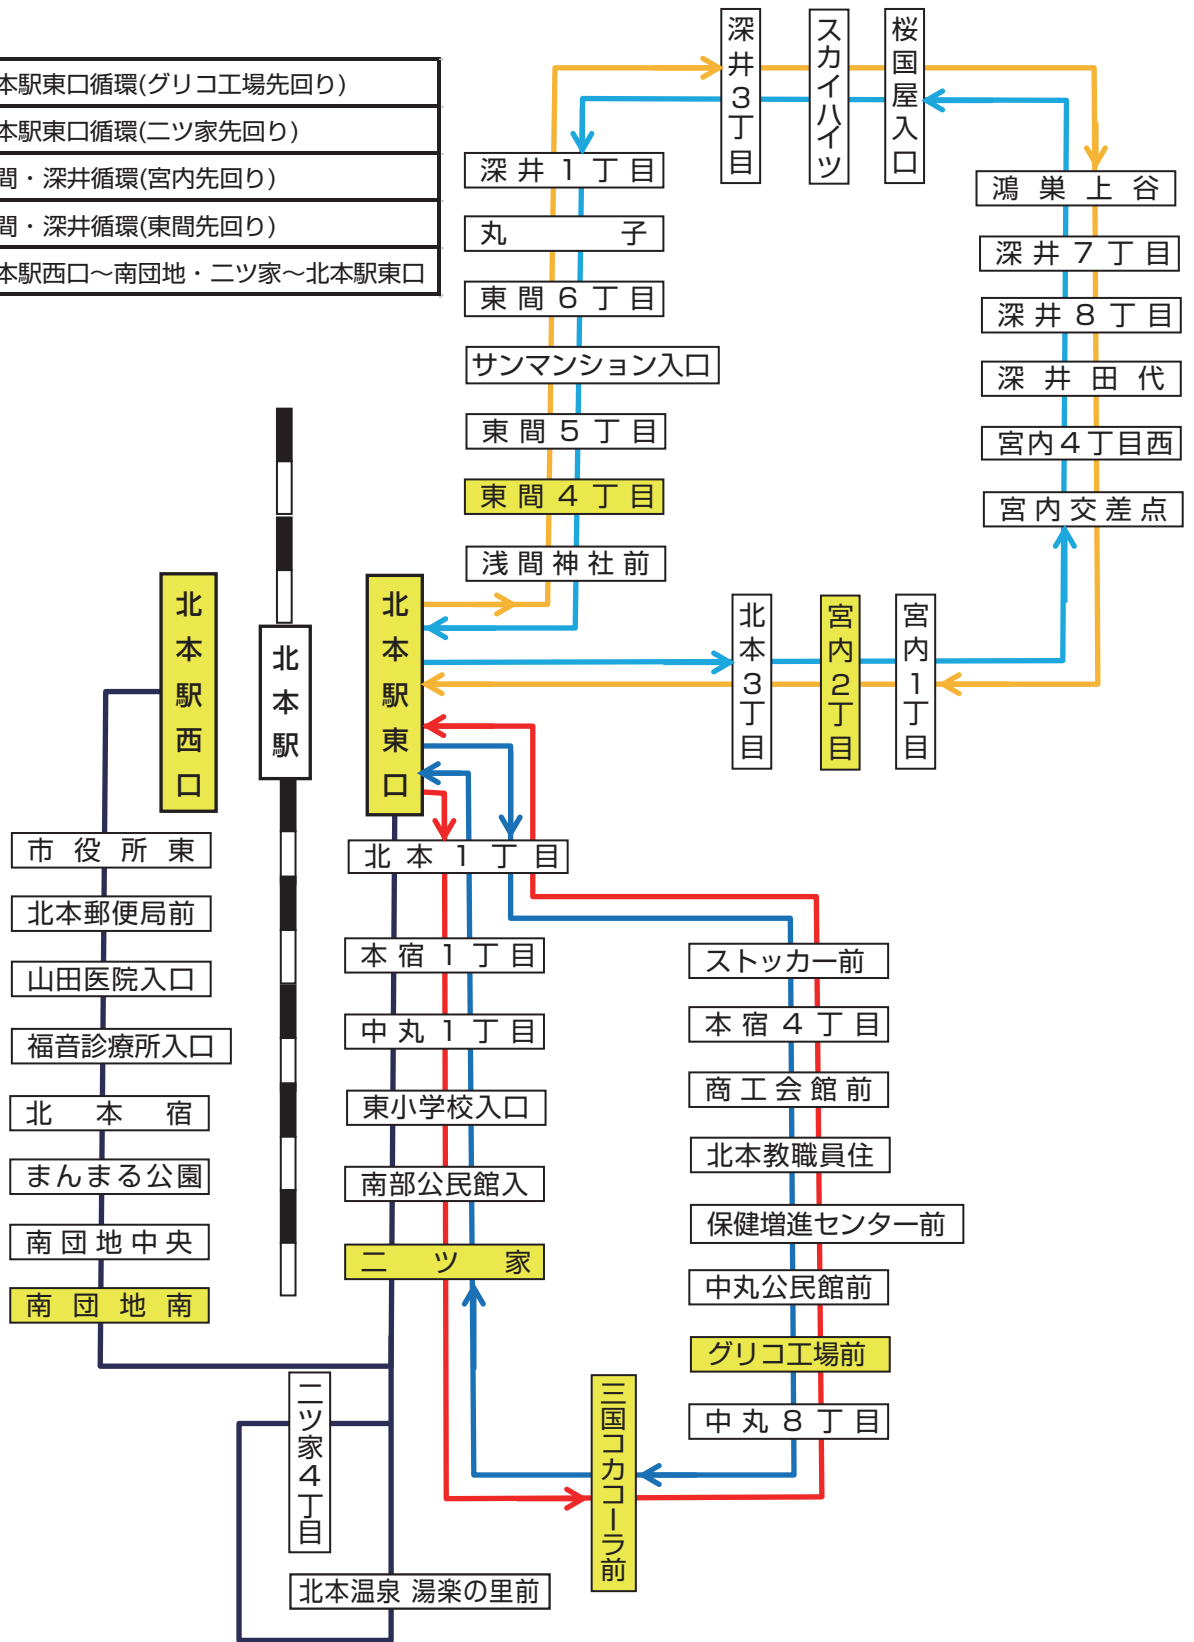 本駅東口循環(グリコ工場先回り)
本駅東口循環(二ツ家先回り)
間・深井循環(宮内先回り)
間・深井循環(東間先回り)
本駅西口～南団地・二ツ家～北本駅東口
深井3丁目
スカイハイツ
桜国屋入口
深井1丁目
丸子
東間6丁目
サンマンション入口
東間5丁目
東間4丁目
浅間神社前
鴻巣上谷
深井7丁目
深井8丁目
深井田代
宮内4丁目西
宮内交差点
北本3丁目
宮内2丁目
宮内1丁目
北本駅西口
北本駅
北本駅東口
市役所東
北本郵便局前
山田医院入口
福音診療所入口
北本宿
まんまる公園
南団地中央
南団地南
北本1丁目
本宿1丁目
中丸1丁目
東小学校入口
南部公民館入
二ツ家
ストッカー前
本宿4丁目
商工会館前
北本教職員住
保健増進センター前
中丸公民館前
グリコ工場前
中丸8丁目
三国コカコーラ前
二ツ家4丁目
北本温泉 湯楽の里前